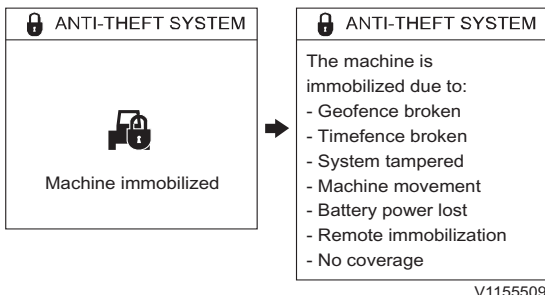 ANTI-THEFT SYSTEM
Machine immobilized
ANTI-THEFT SYSTEM
The machine is
immobilized due to:
- Geofence broken
- Timefence broken
- System tampered
- Machine movement
- Battery power lost
- Remote immobilization
- No coverage
V1155509